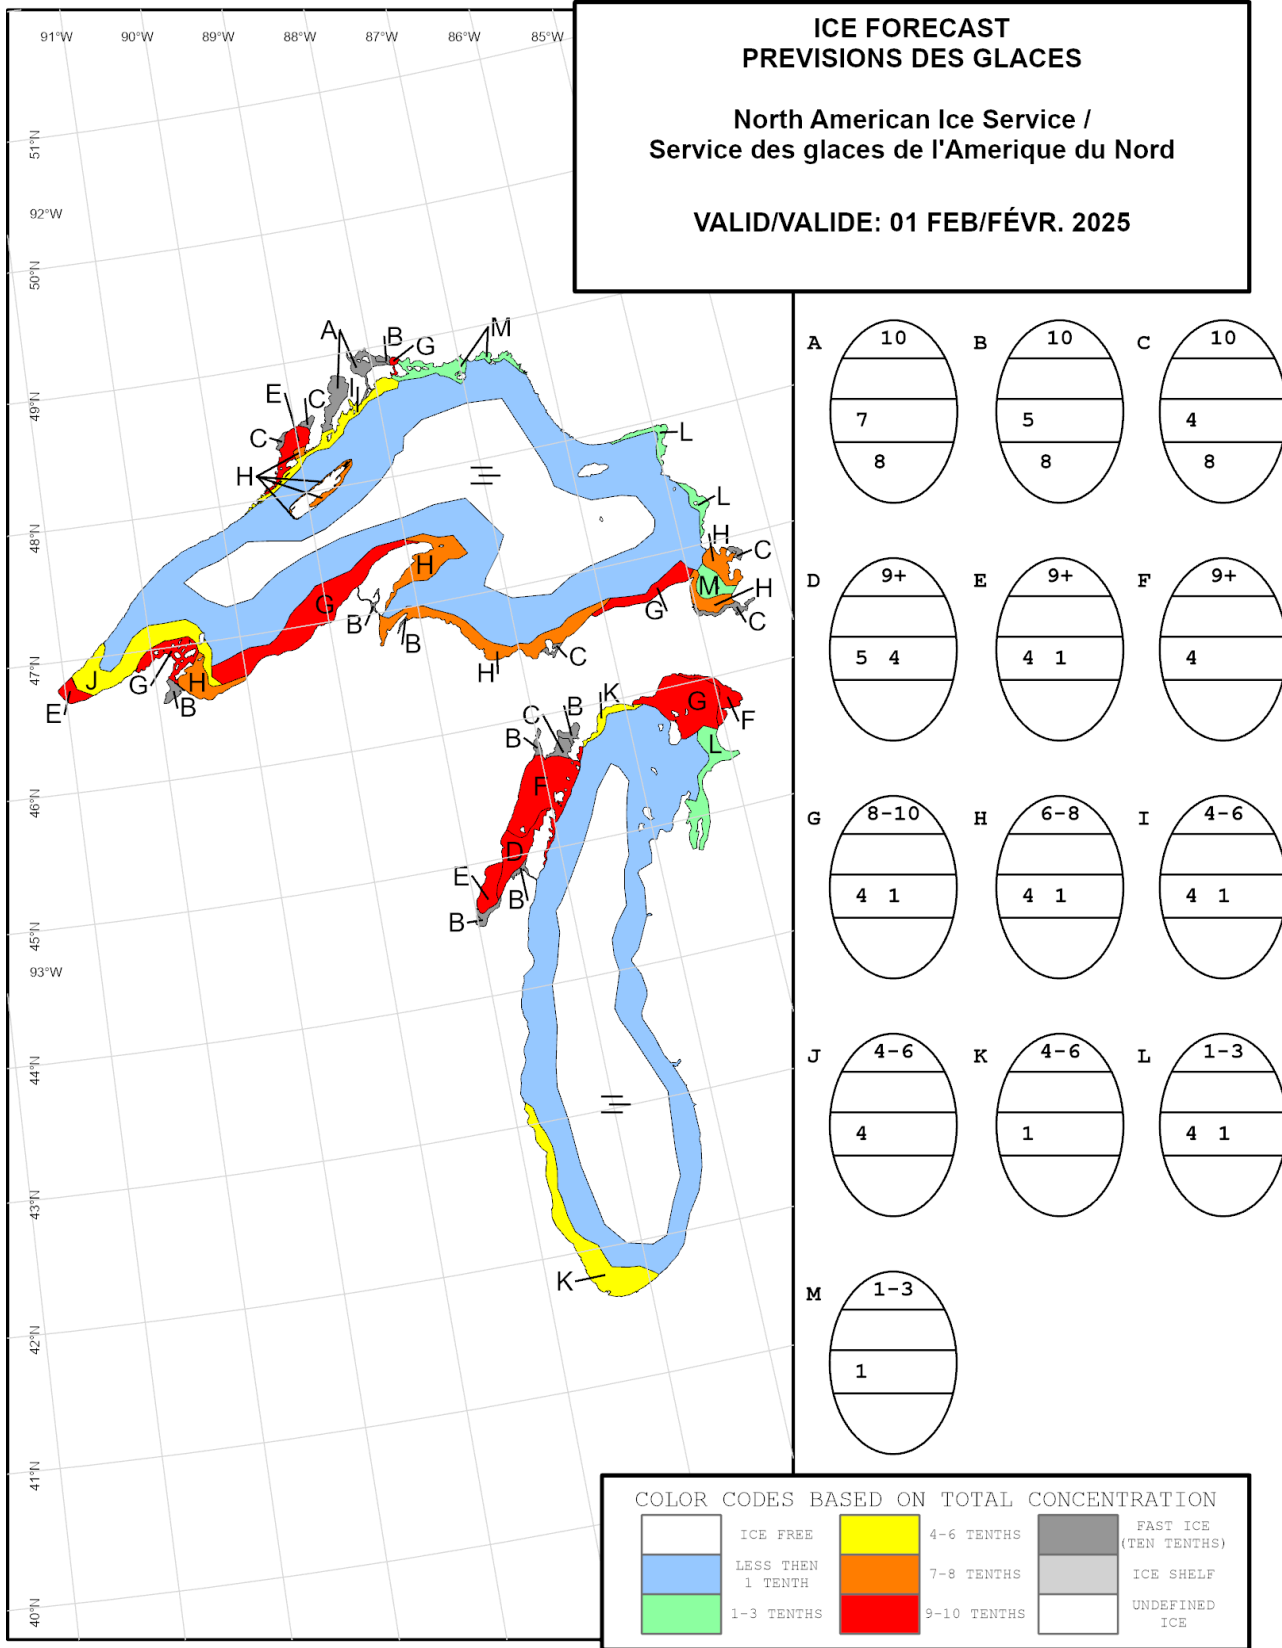 ICE FORECAST
PREVISIONS DES GLACES
North American Ice Service /
Service des glaces de l'Amerique du Nord
VALID/VALIDE: 01 FEB/FÉVR. 2025
91°W 90°W 89°W 88°W 87°W 86°W 85°W
51°N
92°W
50°N
49°N
48°N
47°N
46°N
45°N
93°W
44°N
43°N
42°N
41°N
40°N
A B G M
E C I
C L
H
L
H C
H
M H
G G C
B B
H C
J G H B
E
K
B C B G F
L
F
D
E
B B
K
A 10 B 10 C 10
7 5 4
8 8 8
D 9+ E 9+ F 9+
5 4 4 1 4
G 8-10 H 6-8 I 4-6
4 1 4 1 4 1
J 4-6 K 4-6 L 1-3
4 1 4 1
M 1-3
1
COLOR CODES BASED ON TOTAL CONCENTRATION
ICE FREE 4-6 TENTHS FAST ICE
(TEN TENTHS)
LESS THEN
1 TENTH 7-8 TENTHS ICE SHELF
1-3 TENTHS 9-10 TENTHS UNDEFINED
ICE